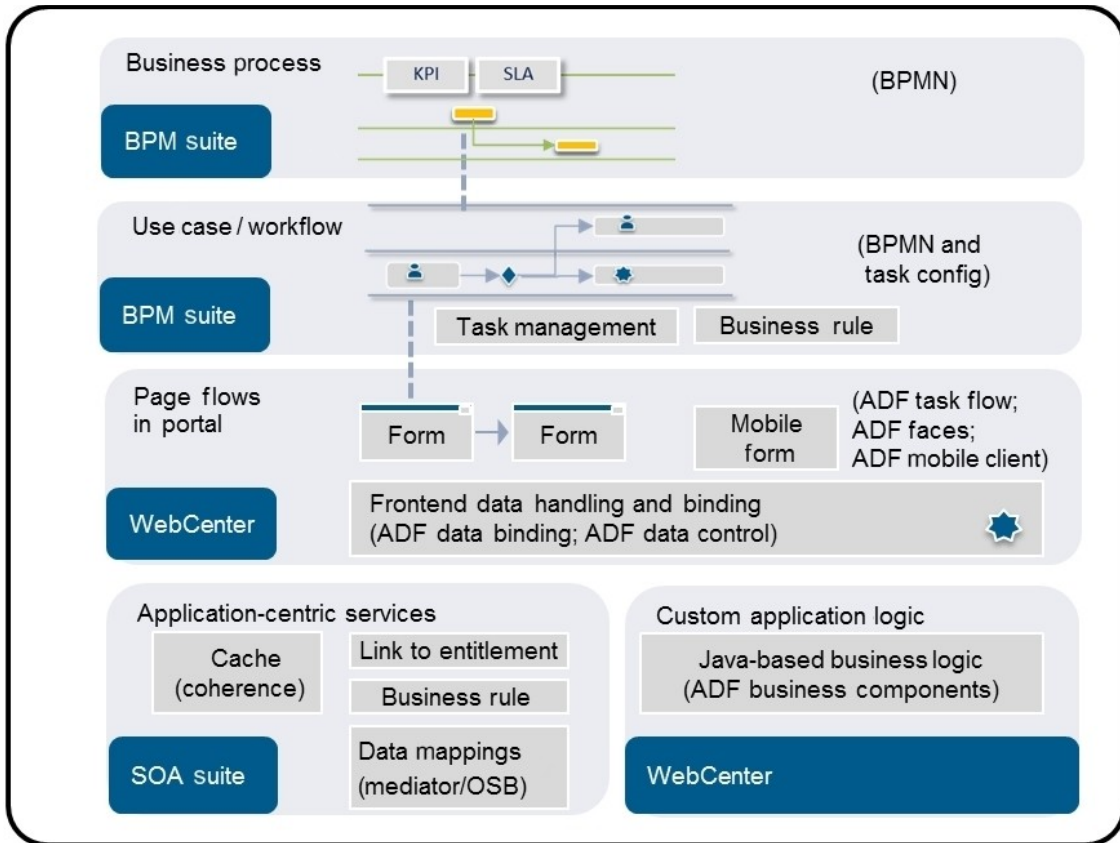 Business process
KPI
SLA
(BPMN)
BPM suite
Use case / workflow
(BPMN and
task config)
BPM suite
Task management
Business rule
Page flows
in portal
Form
Form
Mobile
form
(ADF task flow;
ADF faces;
ADF mobile client)
WebCenter
Frontend data handling and binding
(ADF data binding; ADF data control)
Application-centric services
Cache
(coherence)
Link to entitlement
Business rule
Data mappings
(mediator/OSB)
SOA suite
Custom application logic
Java-based business logic
(ADF business components)
WebCenter